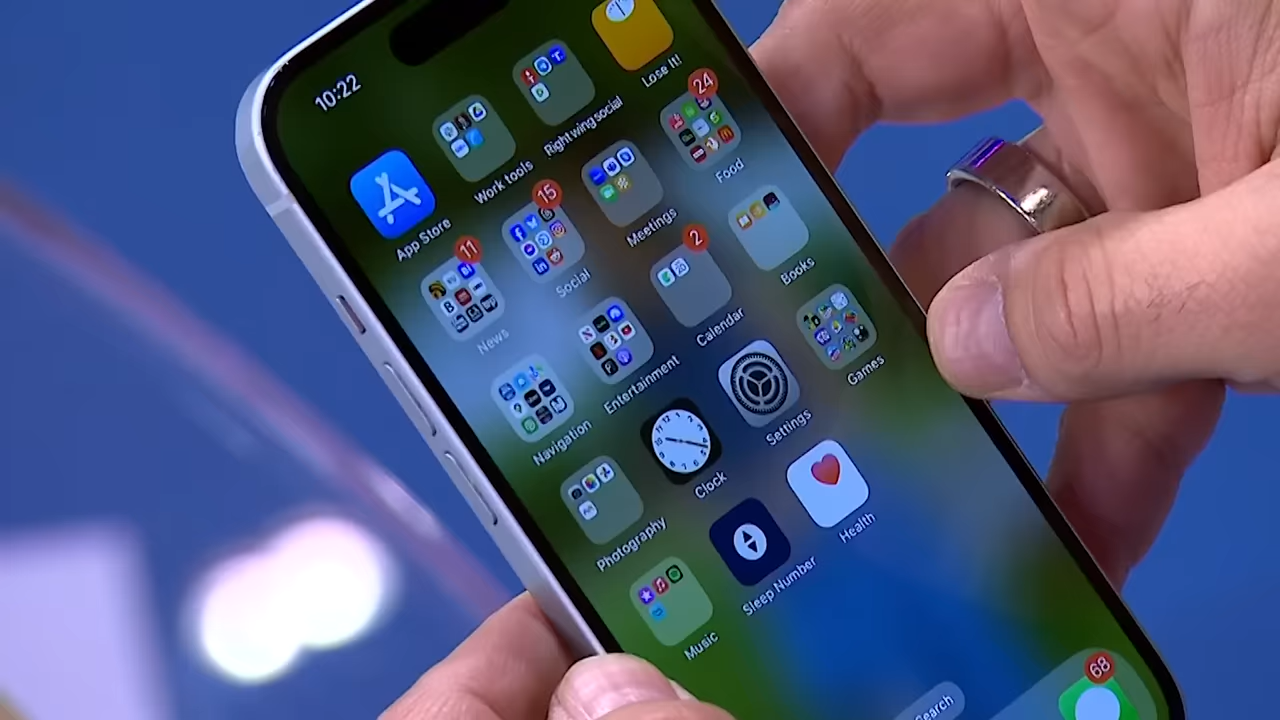 10:22
App Store
Work tools
Right wing social
Lose It!
11
News
15
Social
Meetings
24
Food
Navigation
Entertainment
2
Calendar
Books
Photography
Clock
Settings
Games
Music
Sleep Number
Health
Search
68